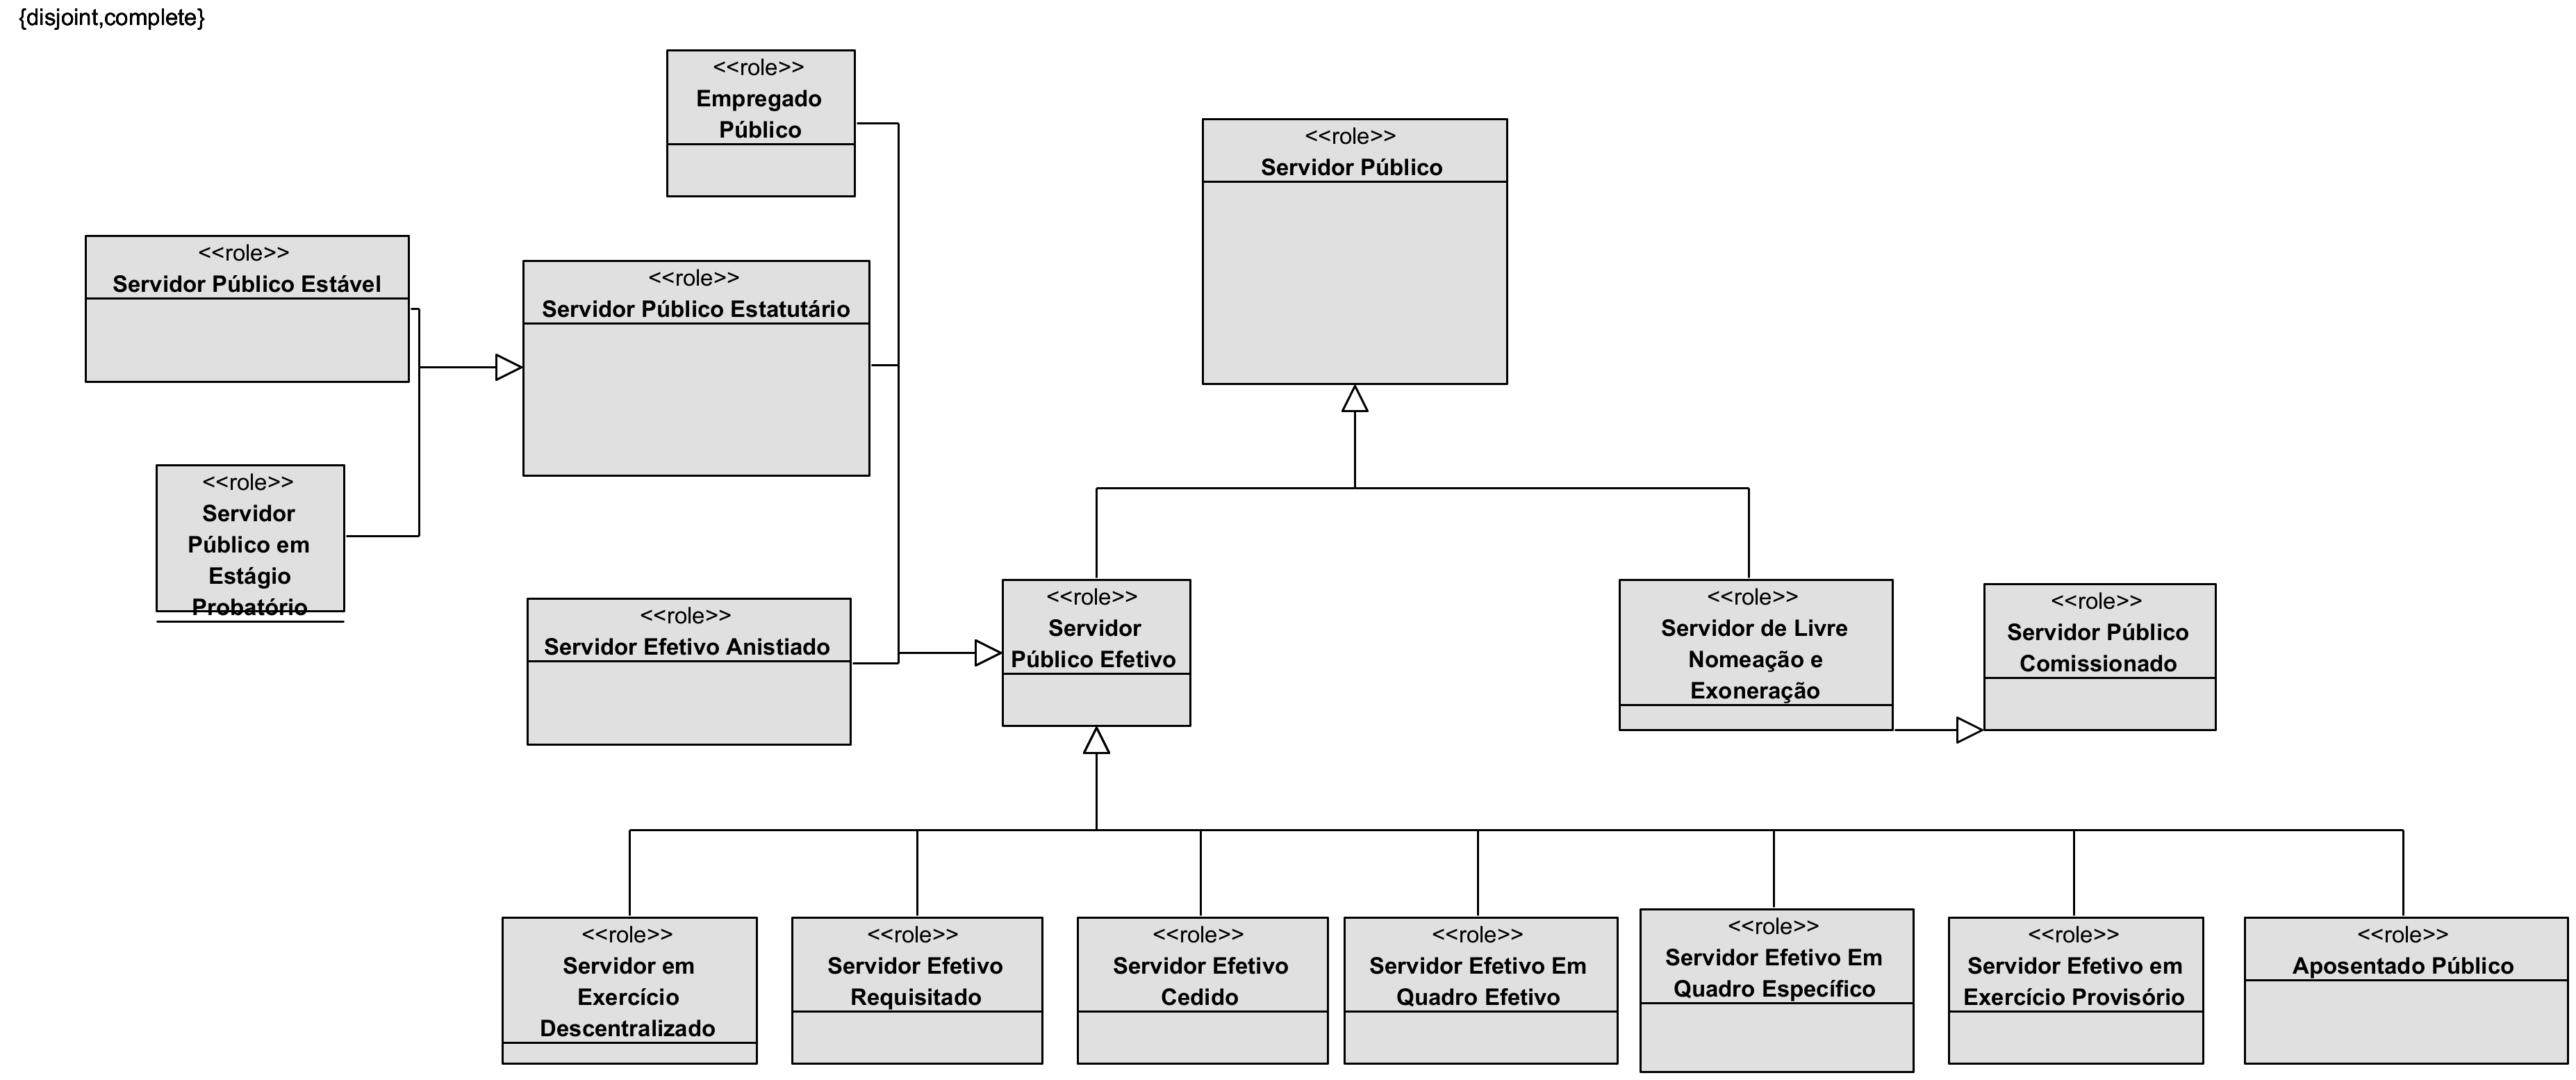 {disjoint,complete}
<<role>>
Empregado
Público
<<role>>
Servidor Público
<<role>>
Servidor Público Estável
<<role>>
Servidor Público Estatutário
<<role>>
Servidor
Público em
Estágio
Probatório
<<role>>
Servidor Efetivo Anistiado
<<role>>
Servidor
Público Efetivo
<<role>>
Servidor de Livre
Nomeação e
Exoneração
<<role>>
Servidor Público
Comissionado
<<role>>
Servidor em
Exercício
Descentralizado
<<role>>
Servidor Efetivo
Requisitado
<<role>>
Servidor Efetivo
Cedido
<<role>>
Servidor Efetivo Em
Quadro Efetivo
<<role>>
Servidor Efetivo Em
Quadro Específico
<<role>>
Servidor Efetivo em
Exercício Provisório
<<role>>
Aposentado Público